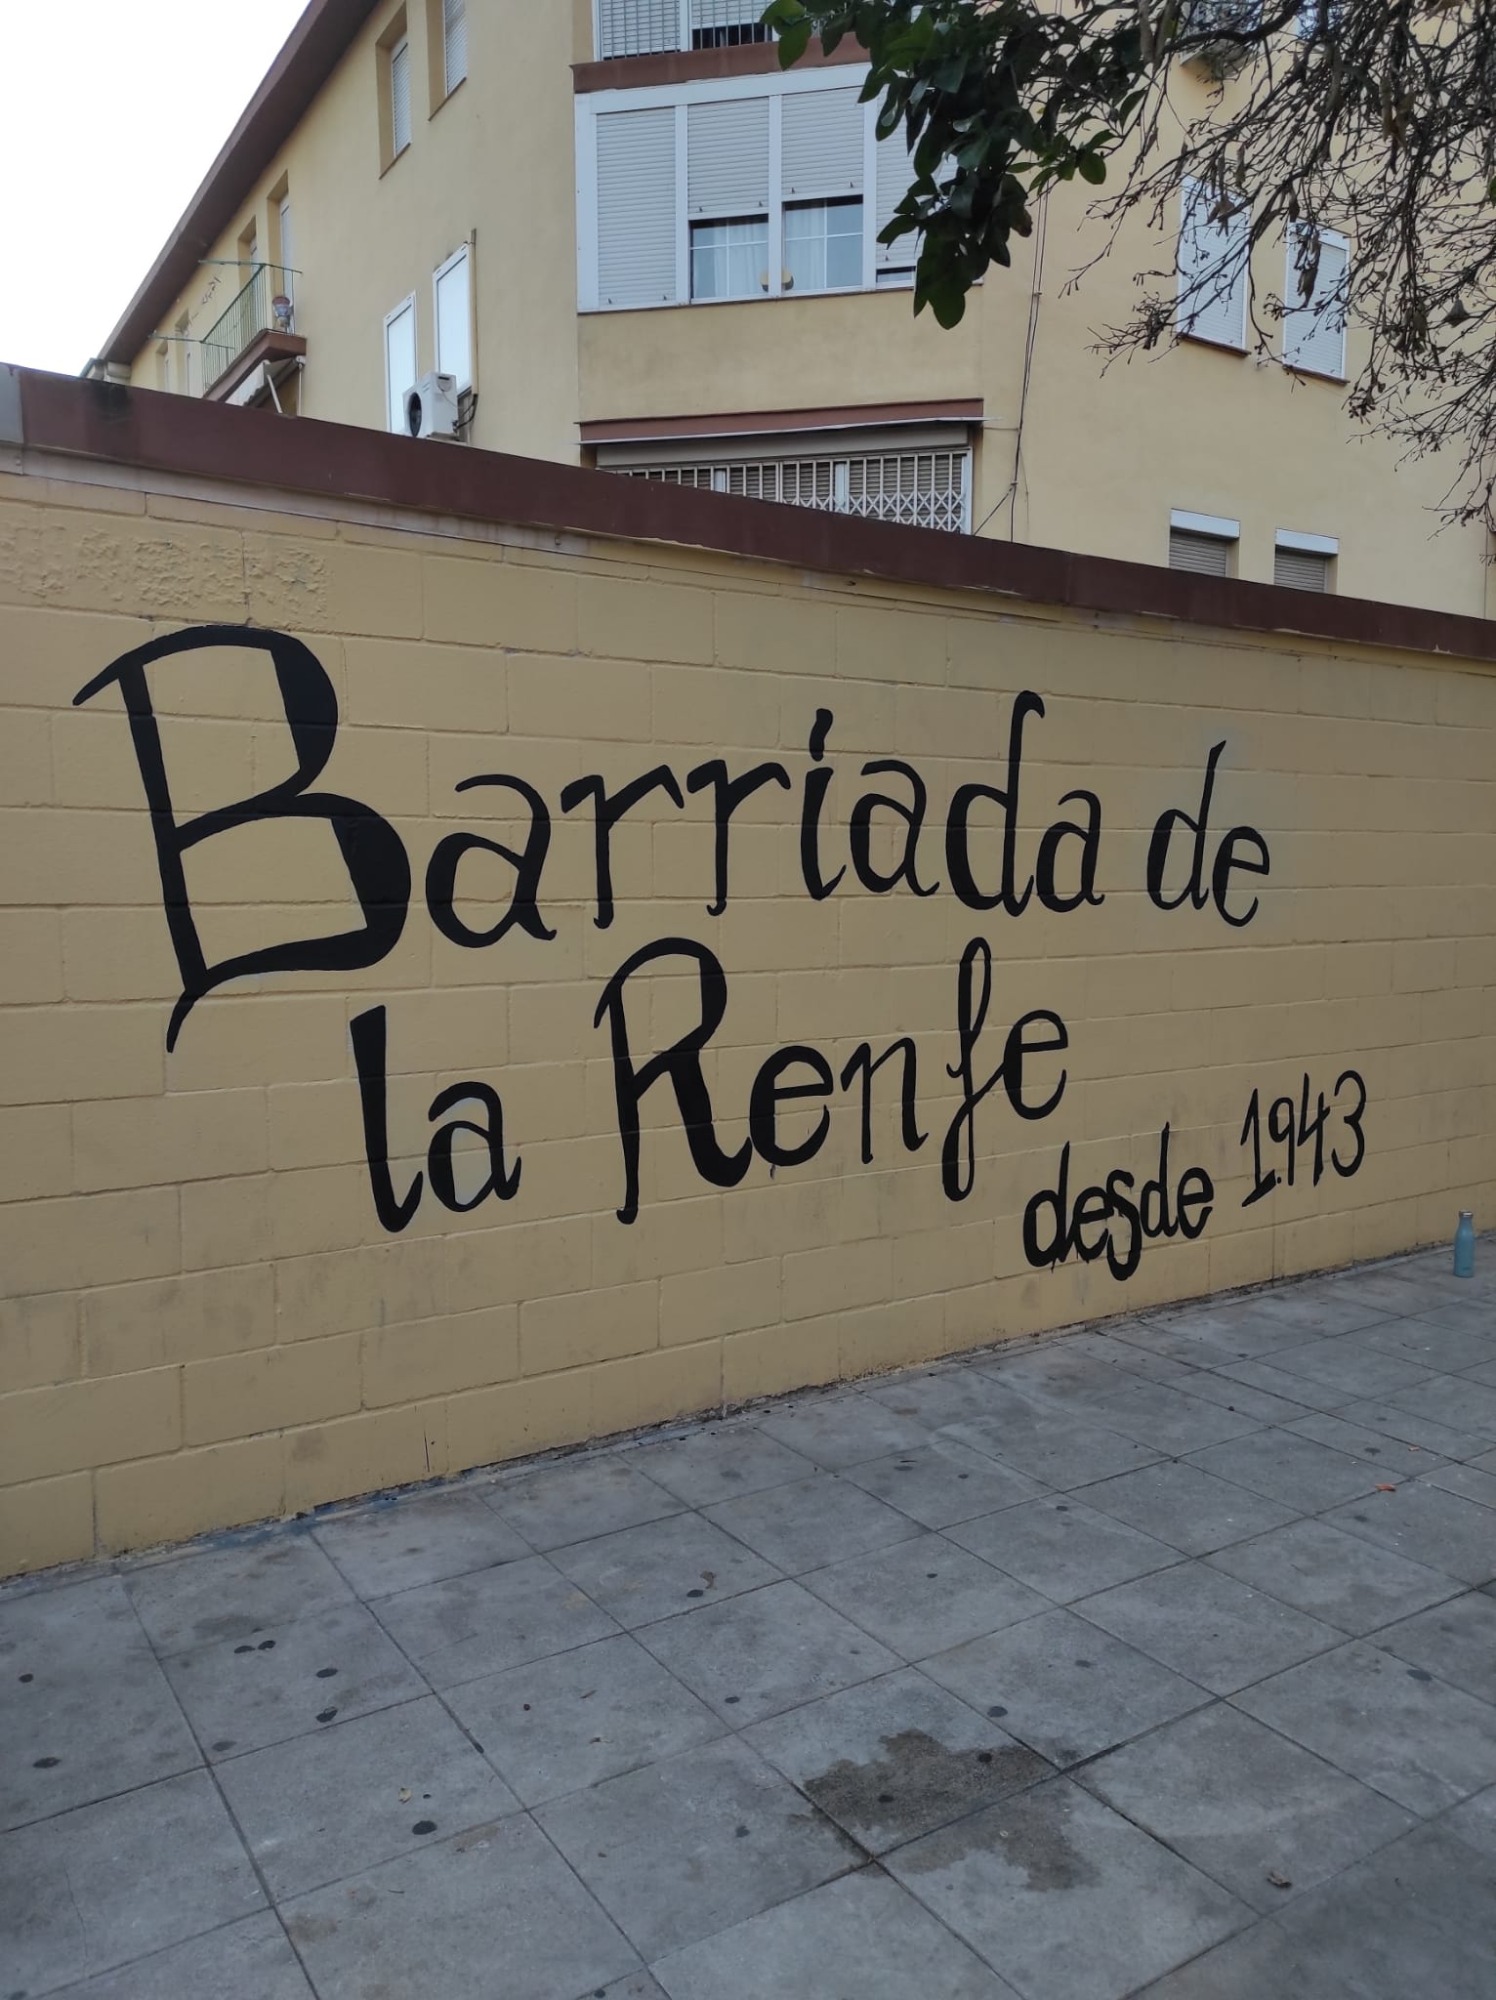 Barriada de
la Renfe
desde 1.943